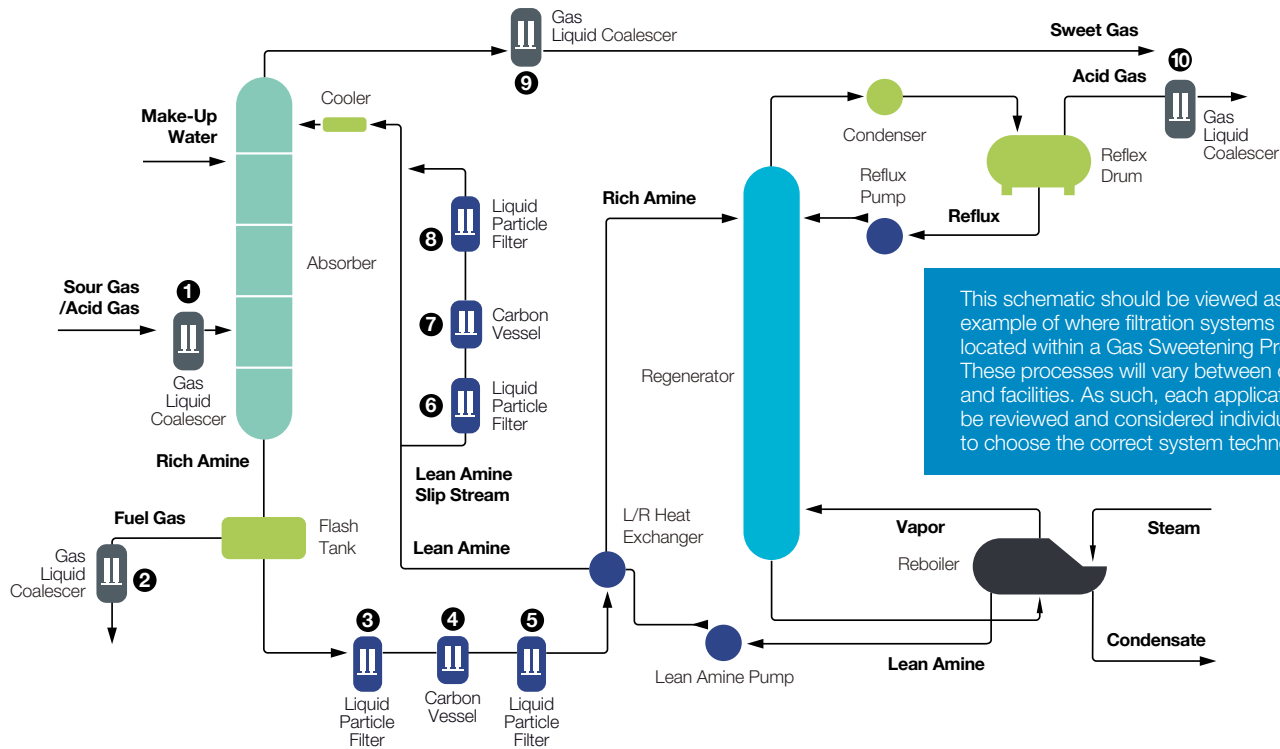 Gas
Liquid Coalescer
9
Sweet Gas
10
Acid Gas
Gas
Liquid
Coalescer
Cooler
Make-Up
Water
Condenser
Reflex
Drum
Reflux
Pump
Reflux
Rich Amine
8
Liquid
Particle
Filter
Absorber
Sour Gas
/Acid Gas
1
Gas
Liquid
Coalescer
7
Carbon
Vessel
6
Liquid
Particle
Filter
Regenerator
This schematic should be viewed as
example of where filtration systems
located within a Gas Sweetening
These processes will vary between
and facilities. As such, each
be reviewed and considered
to choose the correct system
Rich Amine
Lean Amine
Slip Stream
Fuel Gas
Flash
Tank
Gas
Liquid
Coalescer
2
Lean Amine
L/R Heat
Exchanger
Vapor
Steam
Reboiler
3
4
5
Liquid
Particle
Filter
Carbon
Vessel
Liquid
Particle
Filter
Lean Amine Pump
Lean Amine
Condensate